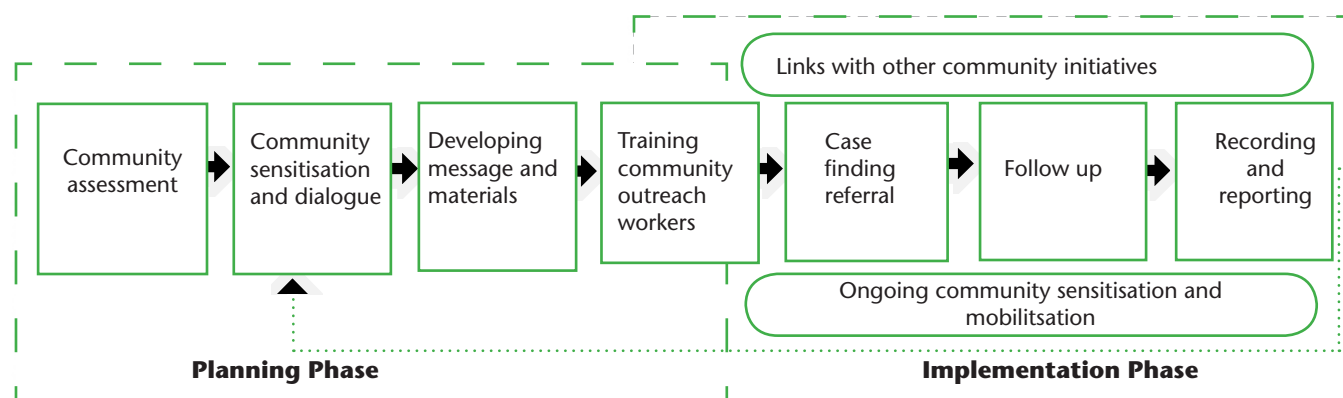 Links with other community initiatives
Community
assessment
Community
sensitisation
and dialogue
Developing
message and
materials
Training
community
outreach
workers
Case
finding
referral
Follow up
Recording
and
reporting
Ongoing community sensitisation and
mobilitsation
Planning Phase
Implementation Phase